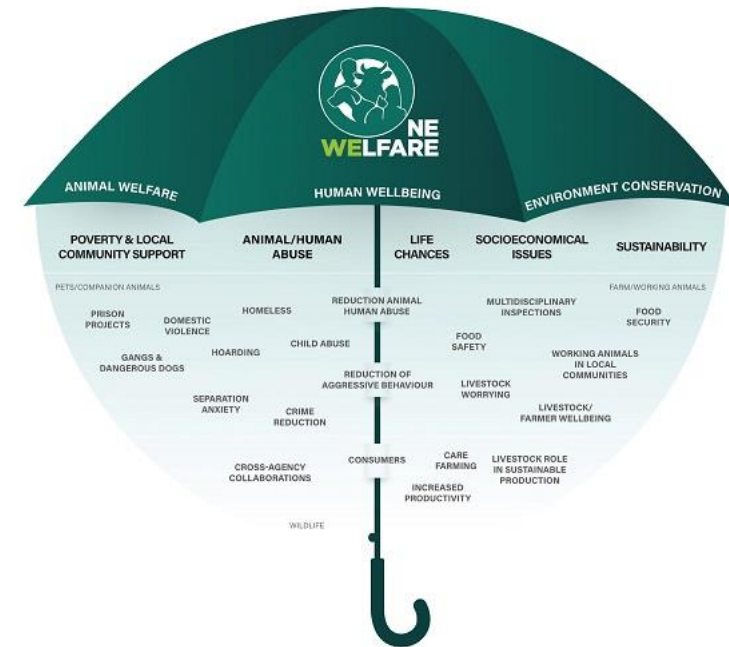 NE
WELFARE
ANIMAL WELFARE
HUMAN WELLBEING
ENVIRONMENT CONSERVATION
POVERTY & LOCAL
COMMUNITY SUPPORT
ANIMAL/HUMAN
ABUSE
LIFE
CHANCES
SOCIOECONOMICAL
ISSUES
SUSTAINABILITY
PETS/COMPANION ANIMALS
FARM/WORKING ANIMALS
PRISON
PROJECTS
DOMESTIC
VIOLENCE
HOMELESS
REDUCTION ANIMAL
HUMAN ABUSE
MULTIDISCIPLINARY
INSPECTIONS
FOOD
SECURITY
GANGS &
DANGEROUS DOGS
HOARDING
CHILD ABUSE
FOOD
SAFETY
WORKING ANIMALS
IN LOCAL
COMMUNITIES
REDUCTION OF
AGGRESSIVE BEHAVIOUR
LIVESTOCK
WORRYING
SEPARATION
ANXIETY
CRIME
REDUCTION
LIVESTOCK/
FARMER WELLBEING
CROSS-AGENCY
COLLABORATIONS
CONSUMERS
CARE
FARMING
LIVESTOCK ROLE
IN SUSTAINABLE
PRODUCTION
INCREASED
PRODUCTIVITY
WILDLIFE